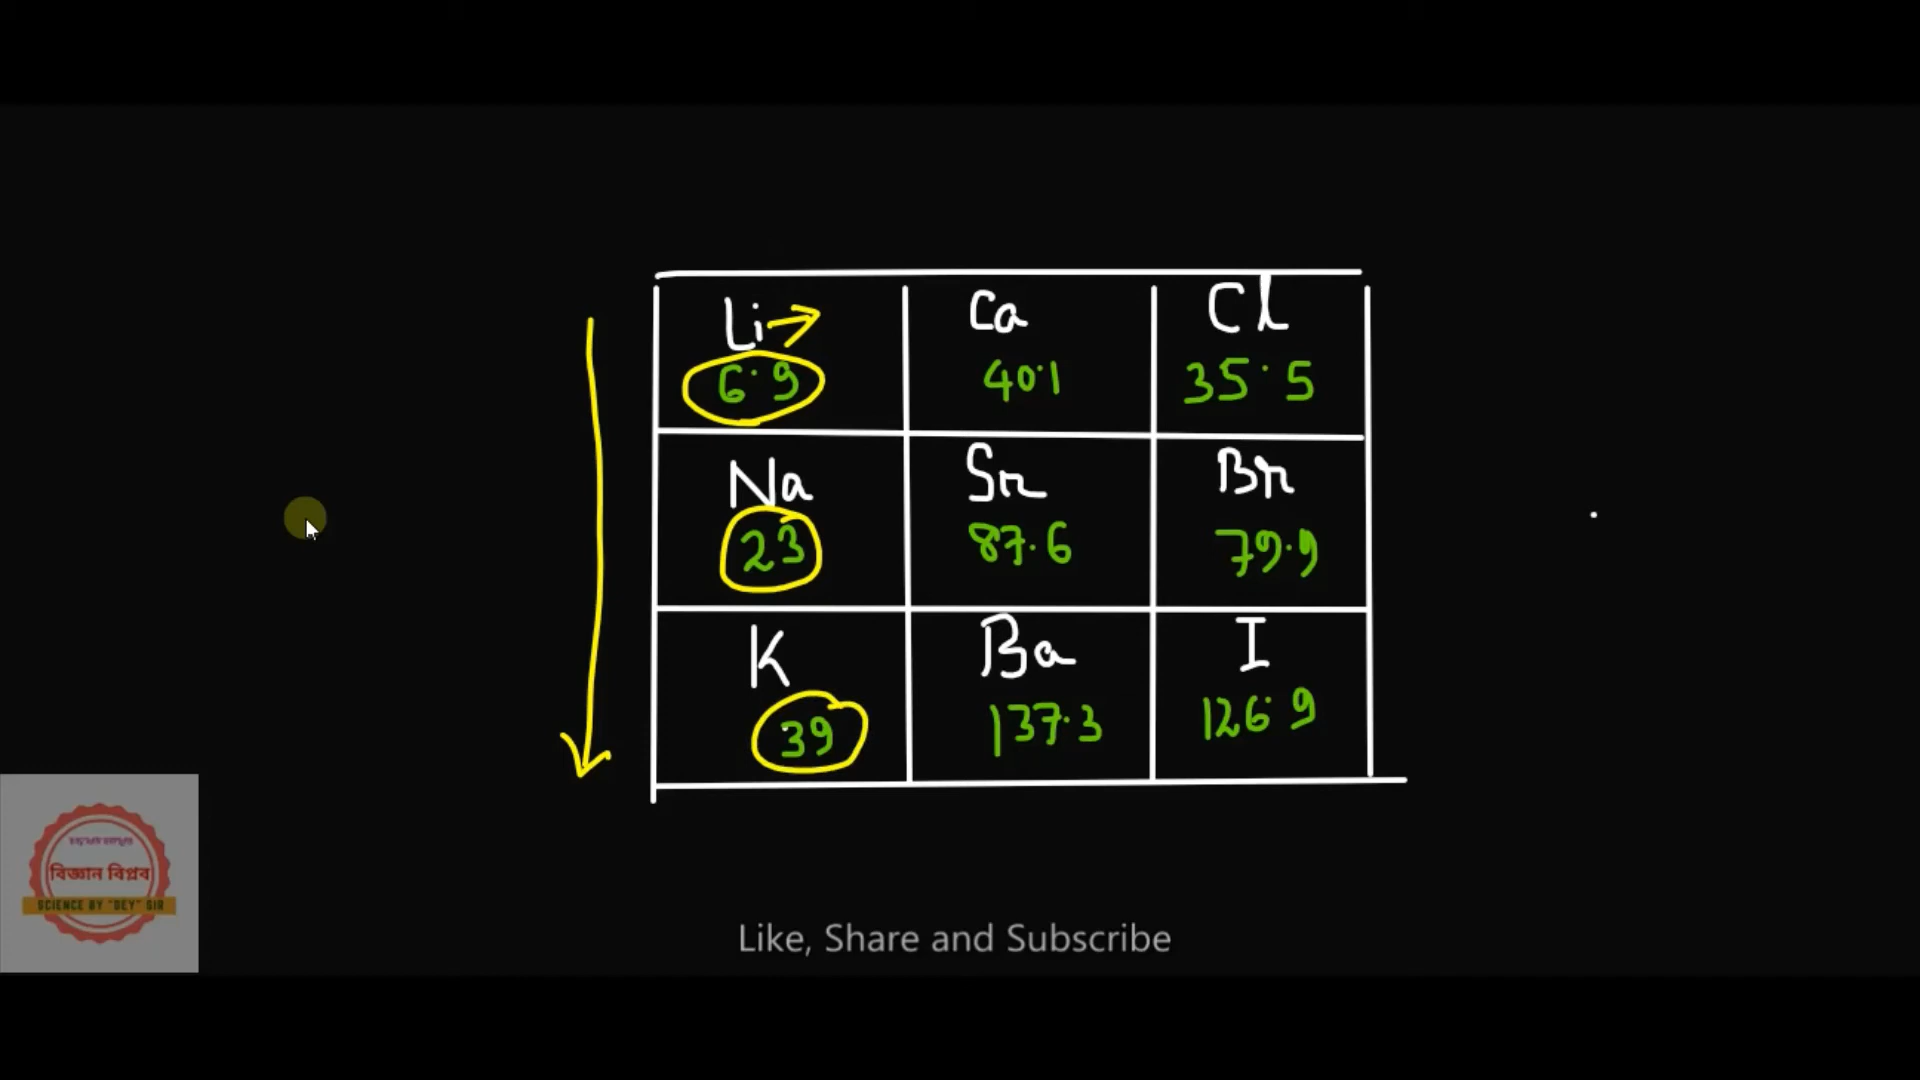 Li → Ca Cl
6.9 40.1 35.5
Na Sr Br
23 87.6 79.9
K Ba I
39 137.3 126.9
বিজ্ঞান বিপ্লব
SCIENCE BY "DEY" SIR
Like, Share and Subscribe